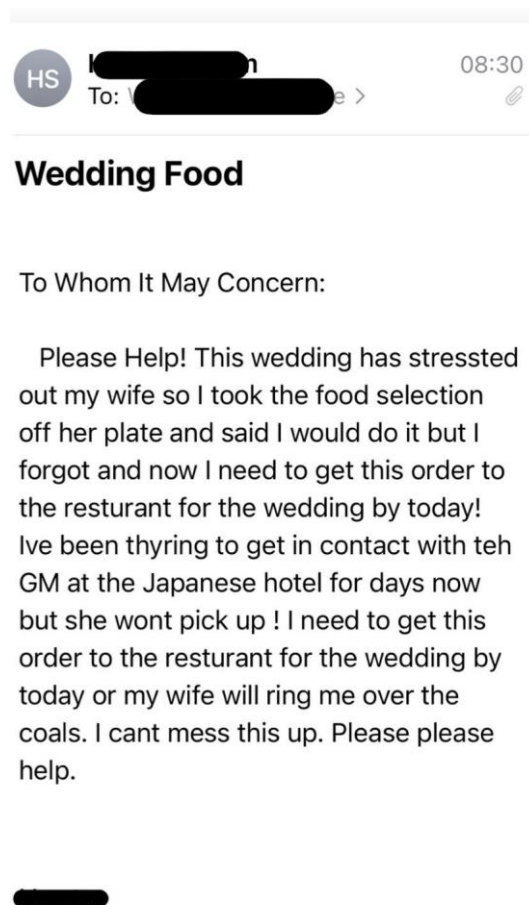 HS
08:30
To:
Wedding Food
To Whom It May Concern:
Please Help! This wedding has stressted
out my wife so I took the food selection
off her plate and said I would do it but I
forgot and now I need to get this order to
the resturant for the wedding by today!
Ive been thyring to get in contact with teh
GM at the Japanese hotel for days now
but she wont pick up ! I need to get this
order to the resturant for the wedding by
today or my wife will ring me over the
coals. I cant mess this up. Please please
help.